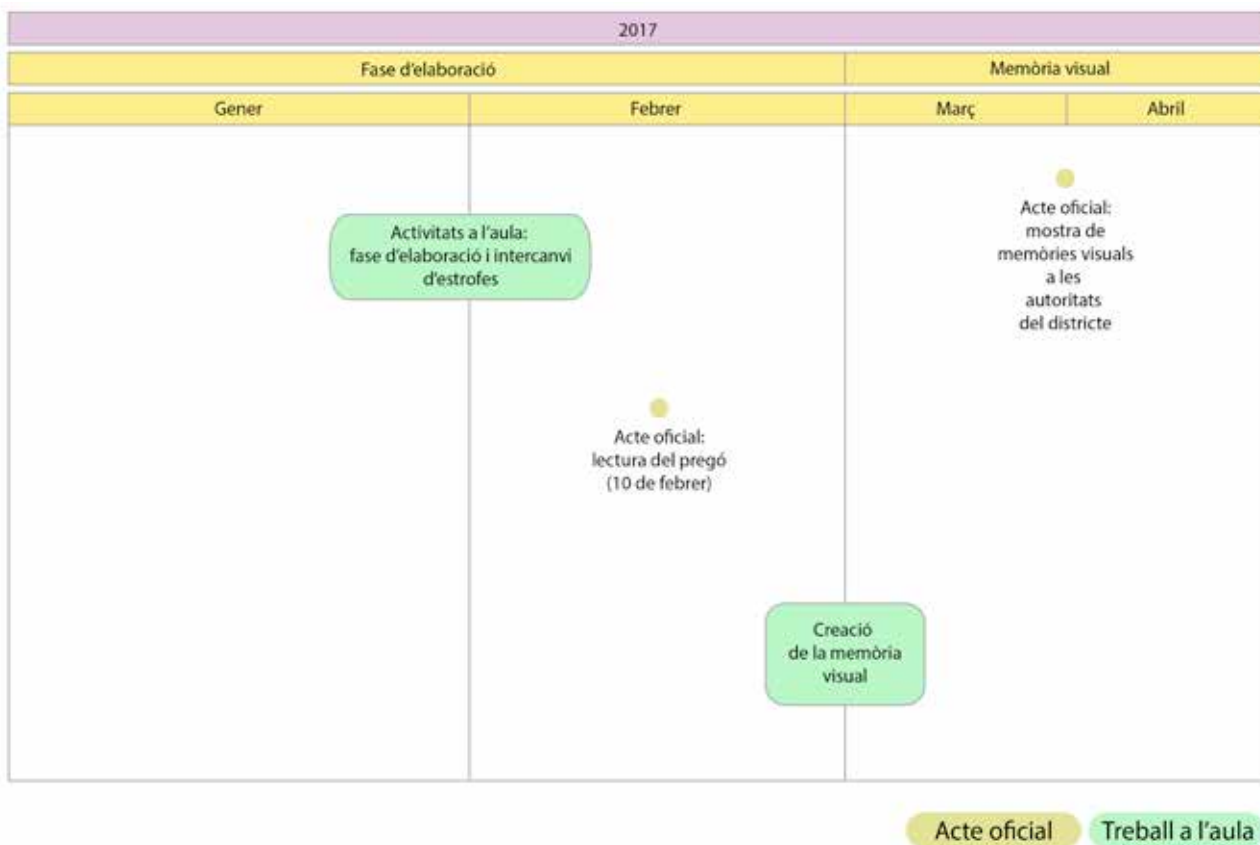 2017
Fase d'elaboració
Memòria visual
Gener
Febrer
Març
Abril
Activitats a l'aula:
fase d'elaboració i intercanvi
d'estrofes
Acte oficial:
mostra de
memòries visuals
a les
autoritats
del districte
Acte oficial:
lectura del pregó
(10 de febrer)
Creació
de la memòria
visual
Acte oficial
Treball a l'aula